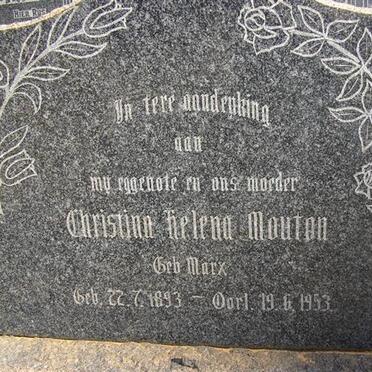 In tere aandenking
aan
my eggenote en ons moeder
Christina Helena Mouton
Geb Marx
Geb. 22.7.1893 – Oorl. 19.6.1953